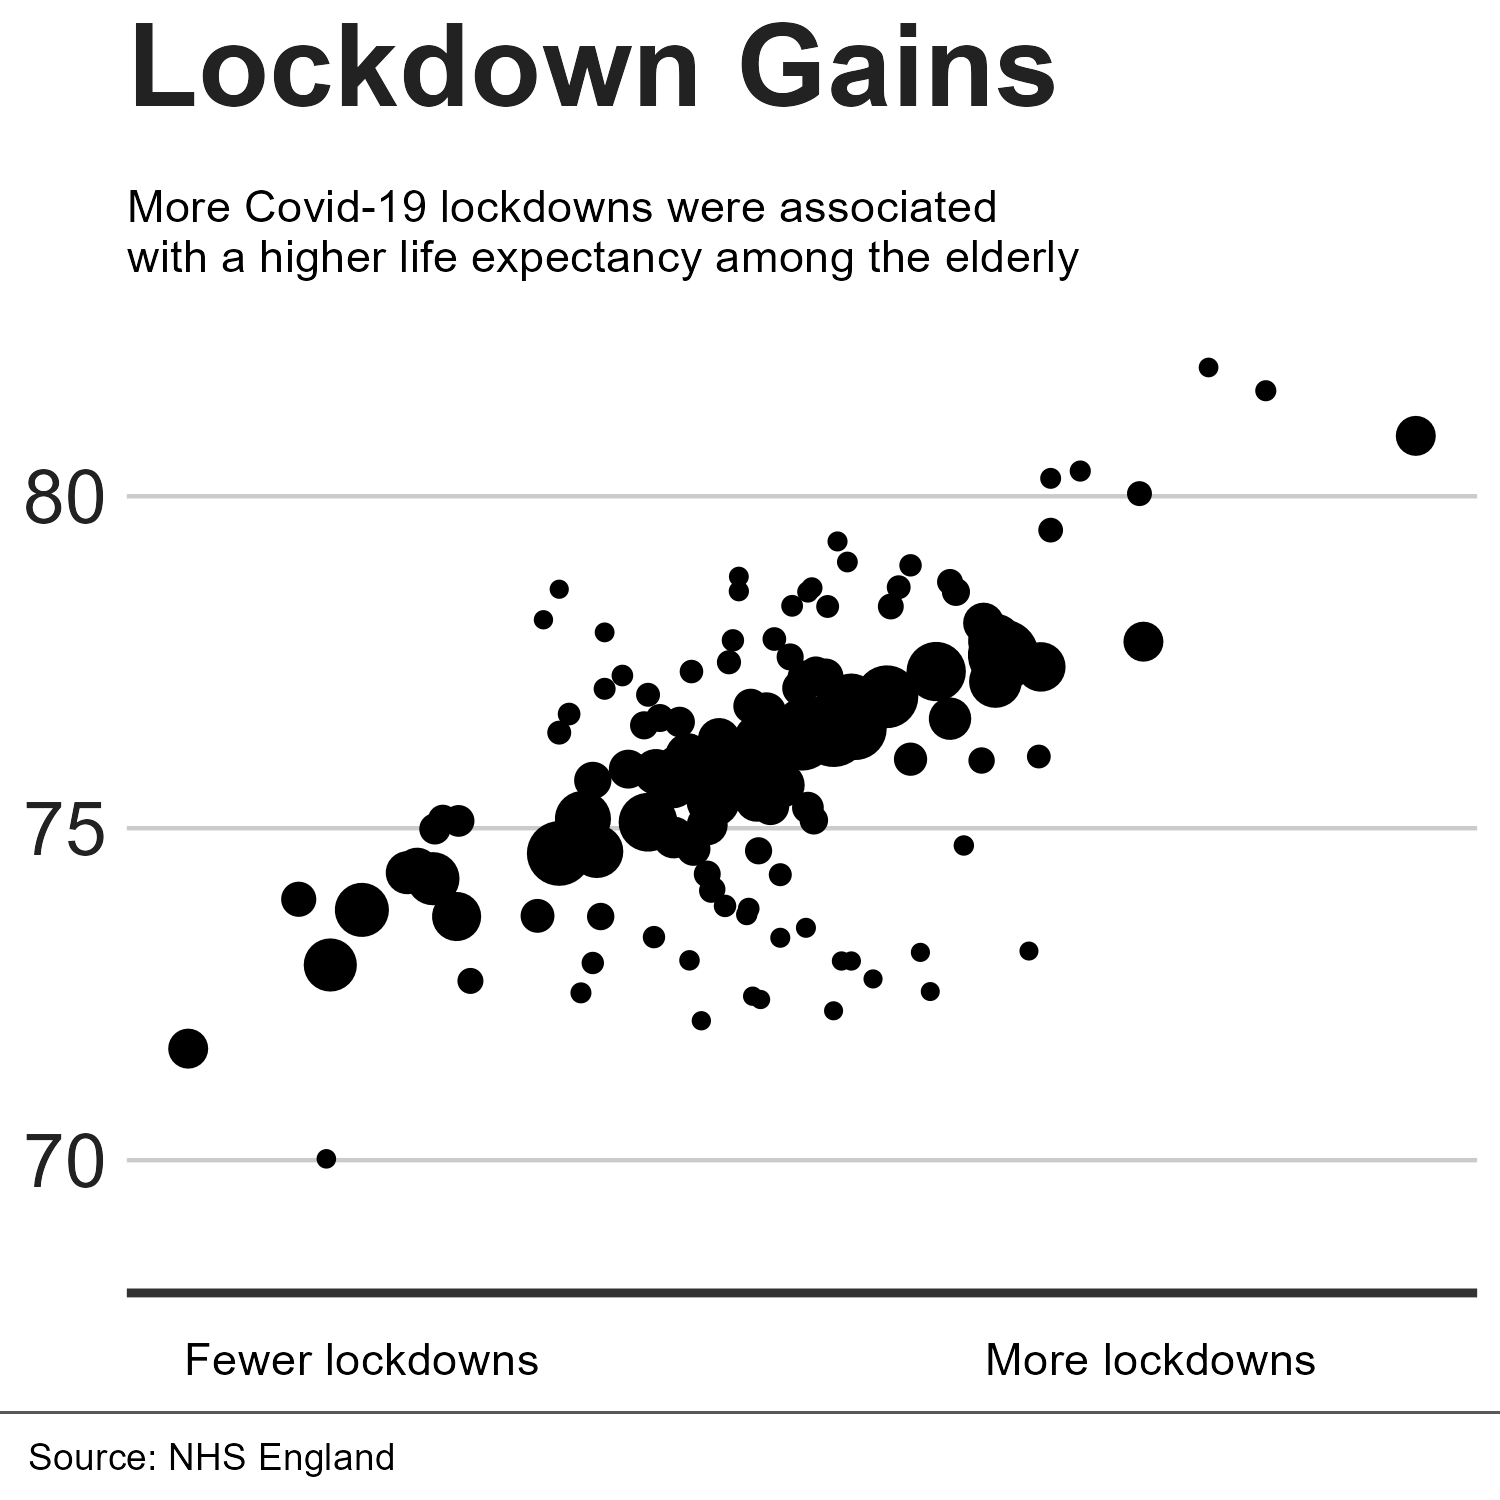 Lockdown Gains
More Covid-19 lockdowns were associated
with a higher life expectancy among the elderly
80
75
70
Fewer lockdowns More lockdowns
Source: NHS England